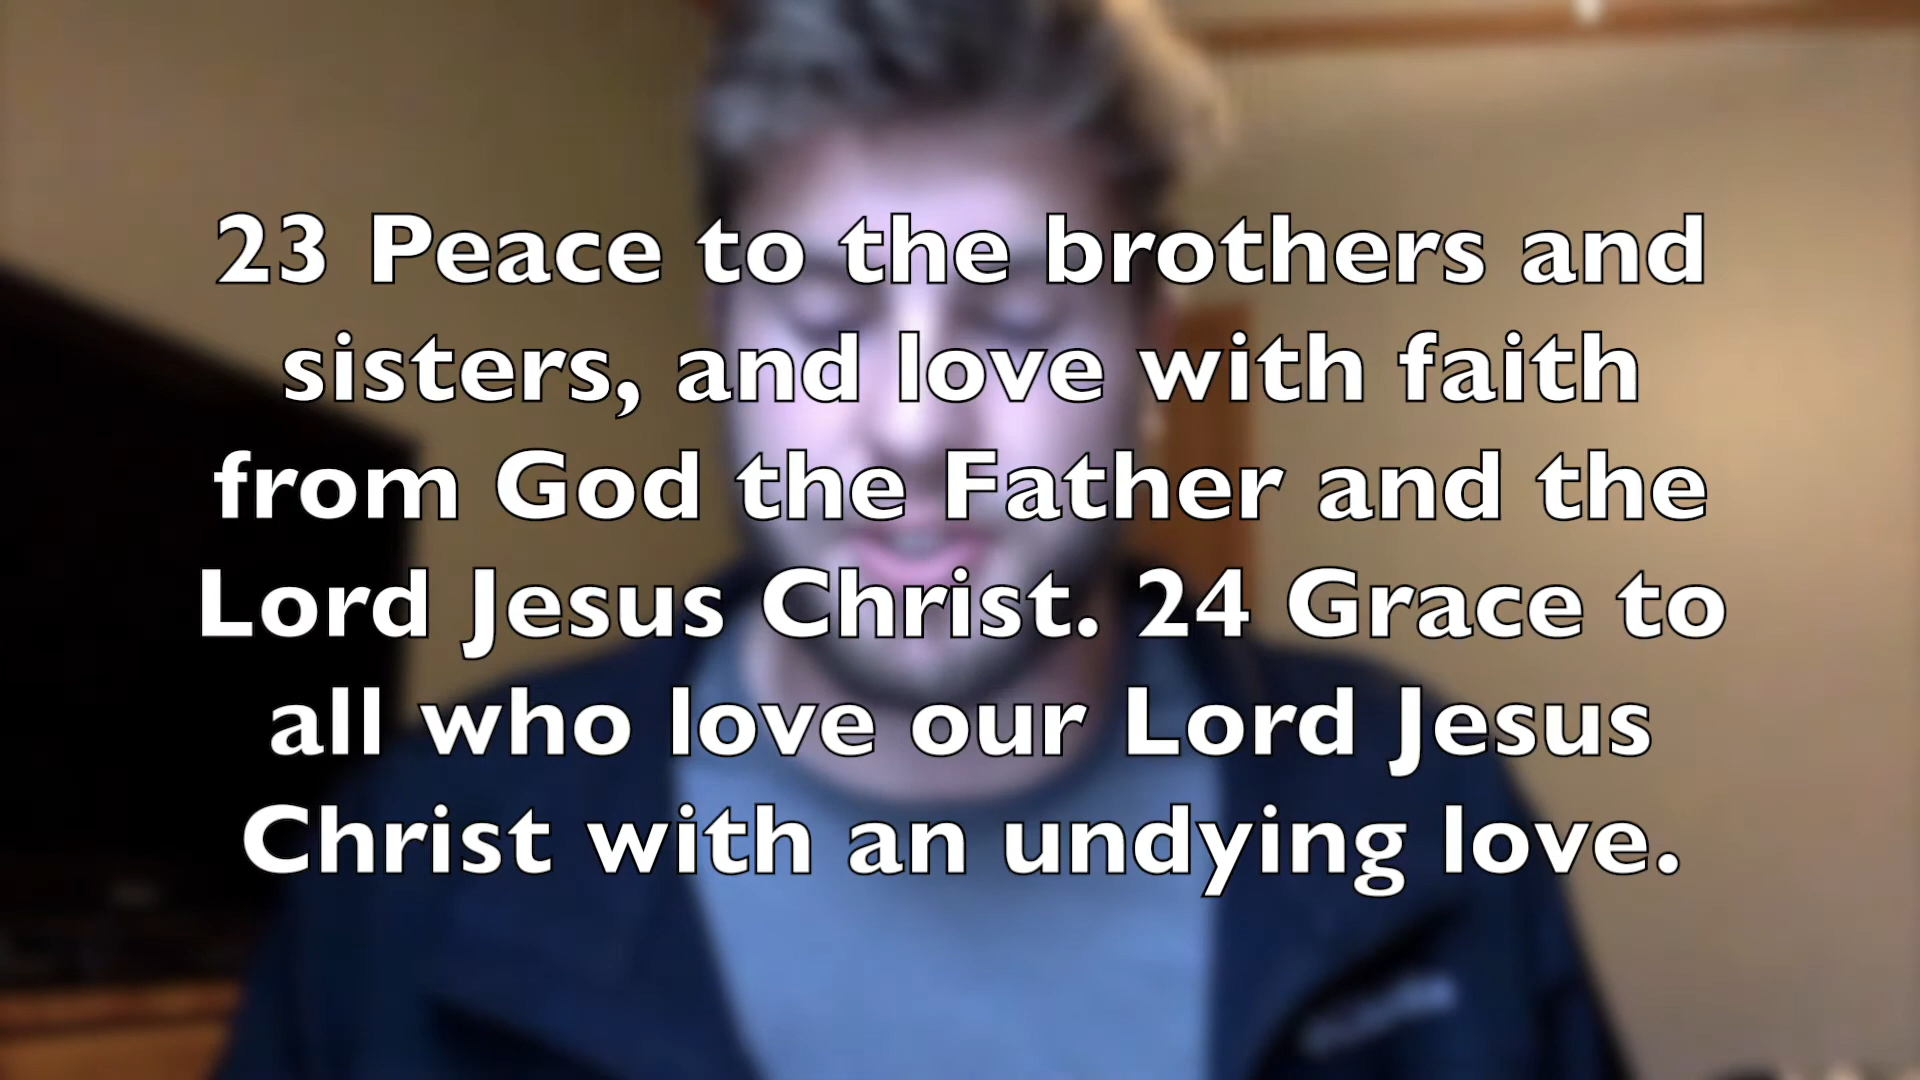 23 Peace to the brothers and
sisters, and love with faith
from God the Father and the
Lord Jesus Christ. 24 Grace to
all who love our Lord Jesus
Christ with an undying love.